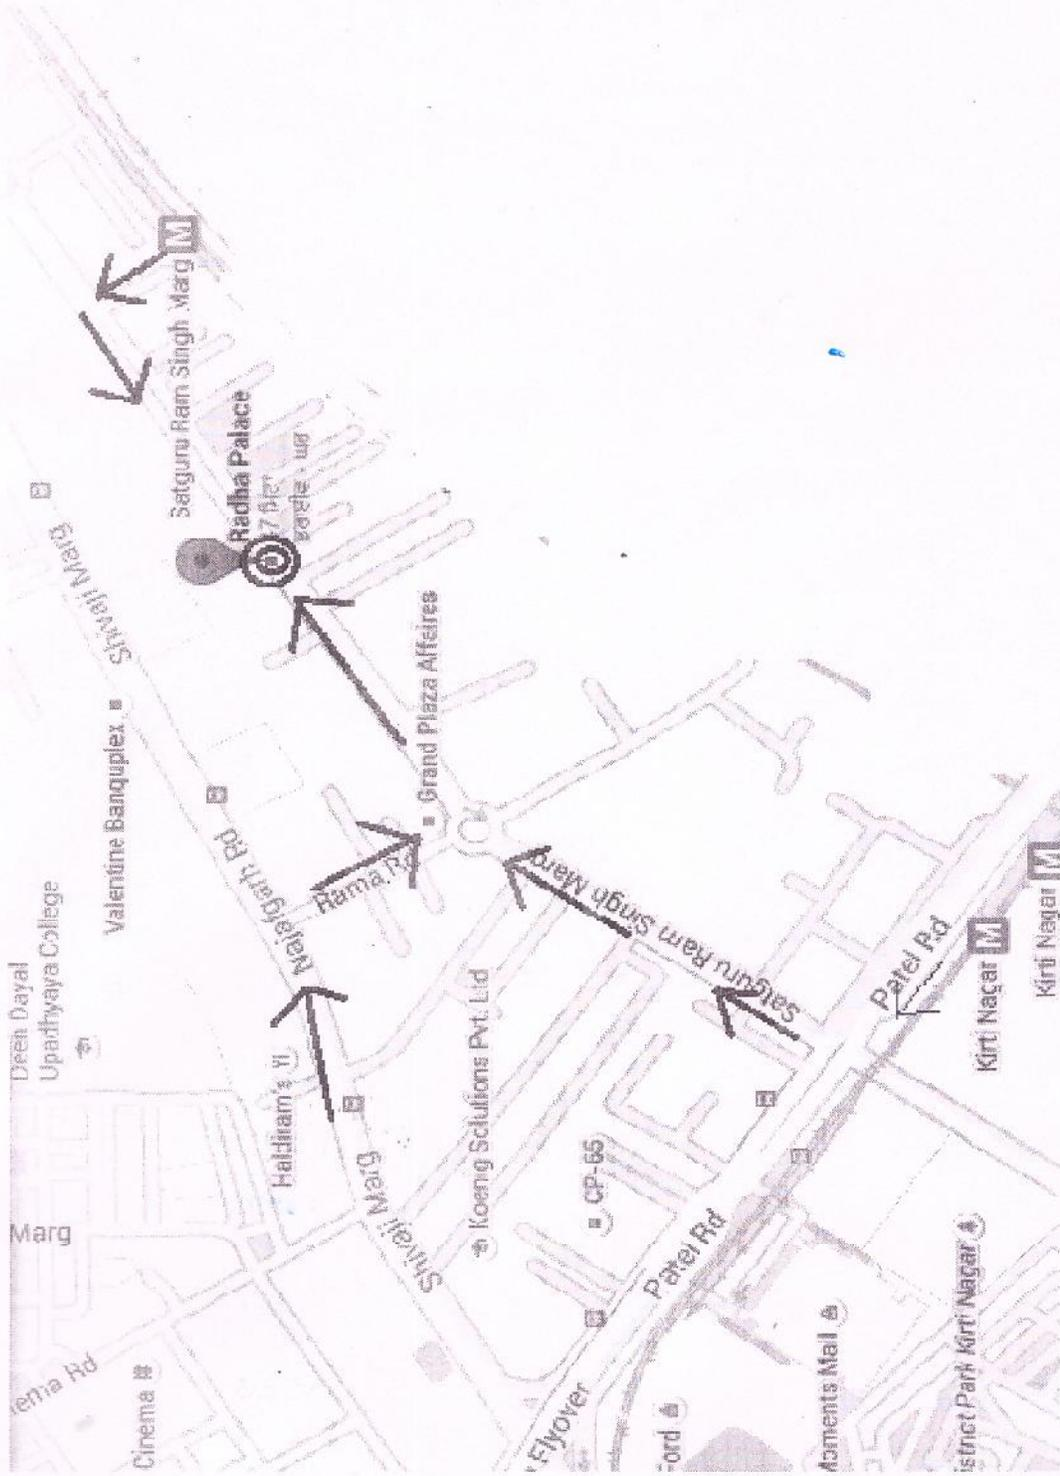 Deen Dayal
Upadhyaya College
Marg
Cinema
Valentine Banquplex
Shivaji Marg
Satguru Ram Singh Marg
M
Radha Palace
Najafgarh Rd
Haldiram's
Rama Rd
Shivaji Marg
Grand Plaza Affaires
Koenig Solutions Pvt. Ltd
Satguru Ram Singh Marg
CP-65
Patel Rd
Patel Rd
Flyover
Kirti Nagar M
Kirti Nagar M
Moments Mall
istrict Park Kirti Nagar
ord